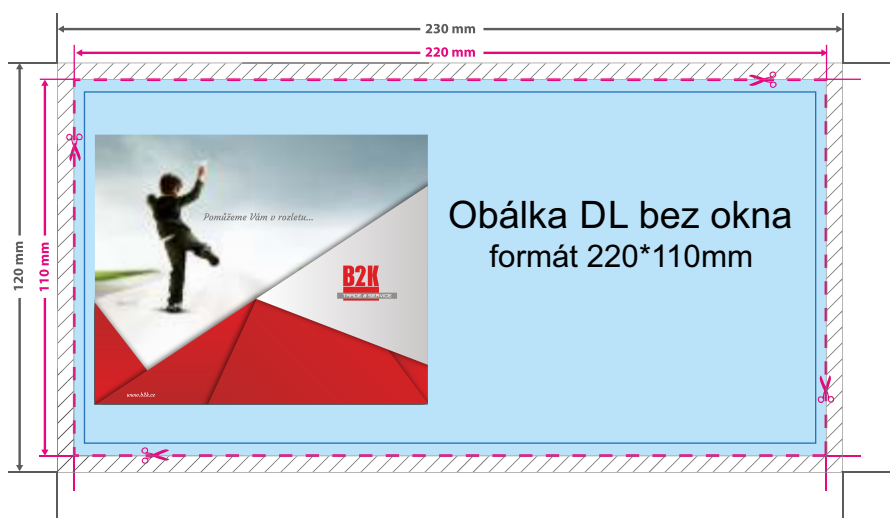 230 mm
220 mm
120 mm
110 mm
Pomůžeme Vám v rozletu...
B2K
TRADE & SERVICE
www.b2k.cz
Obálka DL bez okna
formát 220*110mm